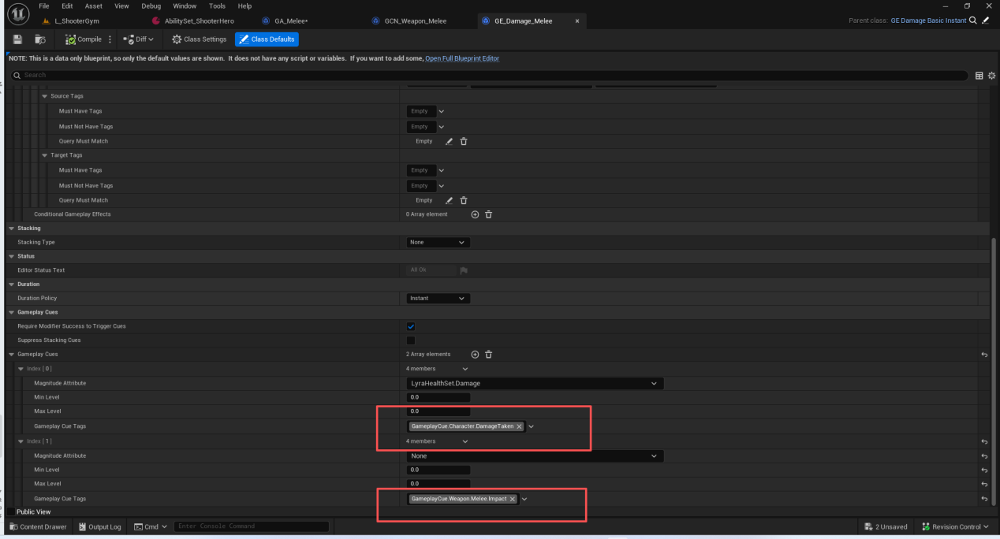 File Edit Asset View Debug Window Tools Help
L_ShooterGym AbilitySet_ShooterHero GA_Melee* GCN_Weapon_Melee GE_Damage_Melee Parent class: GE Damage Basic Instant
Compile Diff Class Settings Class Defaults
NOTE: This is a data only blueprint, so only the default values are shown. It does not have any script or variables. If you want to add some, Open Full Blueprint Editor
Search
Source Tags
Must Have Tags Empty
Must Not Have Tags Empty
Query Must Match Empty
Target Tags
Must Have Tags Empty
Must Not Have Tags Empty
Query Must Match Empty
Conditional Gameplay Effects 0 Array element
Stacking
Stacking Type None
Status
Editor Status Text All Ok
Duration
Duration Policy Instant
Gameplay Cues
Require Modifier Success to Trigger Cues
Suppress Stacking Cues
Gameplay Cues 2 Array elements
Index [ 0 ] 4 members
Magnitude Attribute LyraHealthSet.Damage
Min Level 0.0
Max Level 0.0
Gameplay Cue Tags GameplayCue.Character.DamageTaken
Index [ 1 ] 4 members
Magnitude Attribute None
Min Level 0.0
Max Level 0.0
Gameplay Cue Tags GameplayCue.Weapon.Melee.Impact
Public View
Content Drawer Output Log Cmd Enter Console Command 2 Unsaved Revision Control